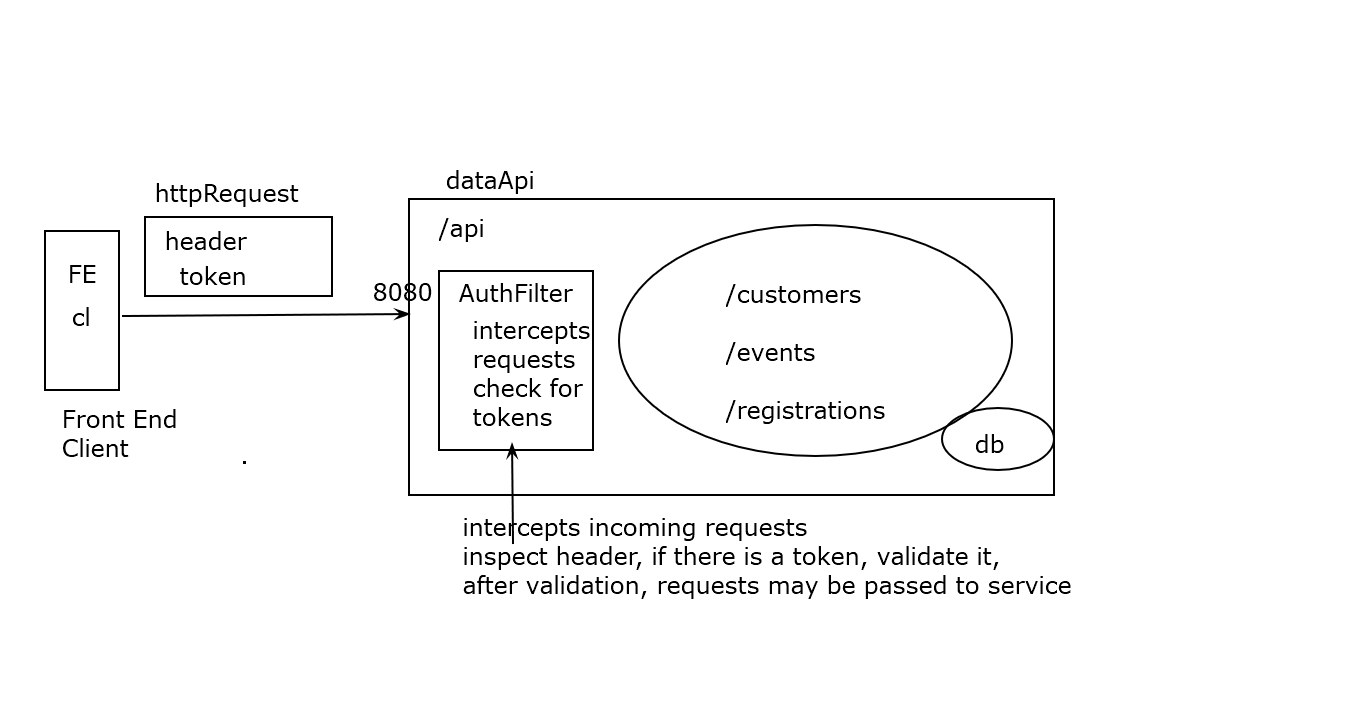 dataApi
httpRequest
/api
header
token
FE
cl
8080
AuthFilter
intercepts
requests
check for
tokens
/customers
/events
/registrations
db
Front End
Client
intercepts incoming requests
inspect header, if there is a token, validate it,
after validation, requests may be passed to service